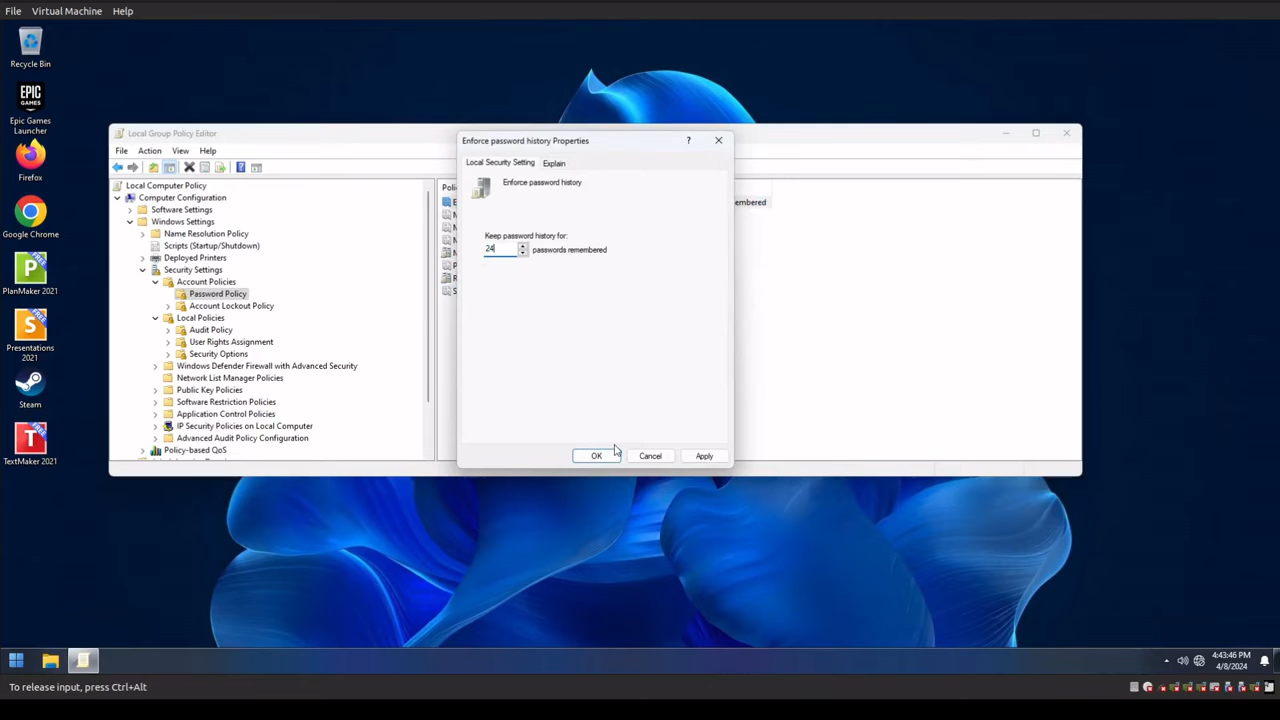 File Virtual Machine Help
Recycle Bin
EPIC
GAMES
Epic Games
Launcher
Firefox
Google Chrome
FREE
P
PlanMaker 2021
FREE
S
Presentations
2021
Steam
FREE
T
TextMaker 2021
Local Group Policy Editor
File Action View Help
Local Computer Policy
Computer Configuration
Software Settings
Windows Settings
Name Resolution Policy
Scripts (Startup/Shutdown)
Deployed Printers
Security Settings
Account Policies
Password Policy
Account Lockout Policy
Local Policies
Audit Policy
User Rights Assignment
Security Options
Windows Defender Firewall with Advanced Security
Network List Manager Policies
Public Key Policies
Software Restriction Policies
Application Control Policies
IP Security Policies on Local Computer
Advanced Audit Policy Configuration
Policy-based QoS
Enforce password history Properties
Local Security Setting Explain
Enforce password history
Keep password history for:
24 passwords remembered
OK Cancel Apply
4:43:46 PM
4/8/2024
To release input, press Ctrl+Alt